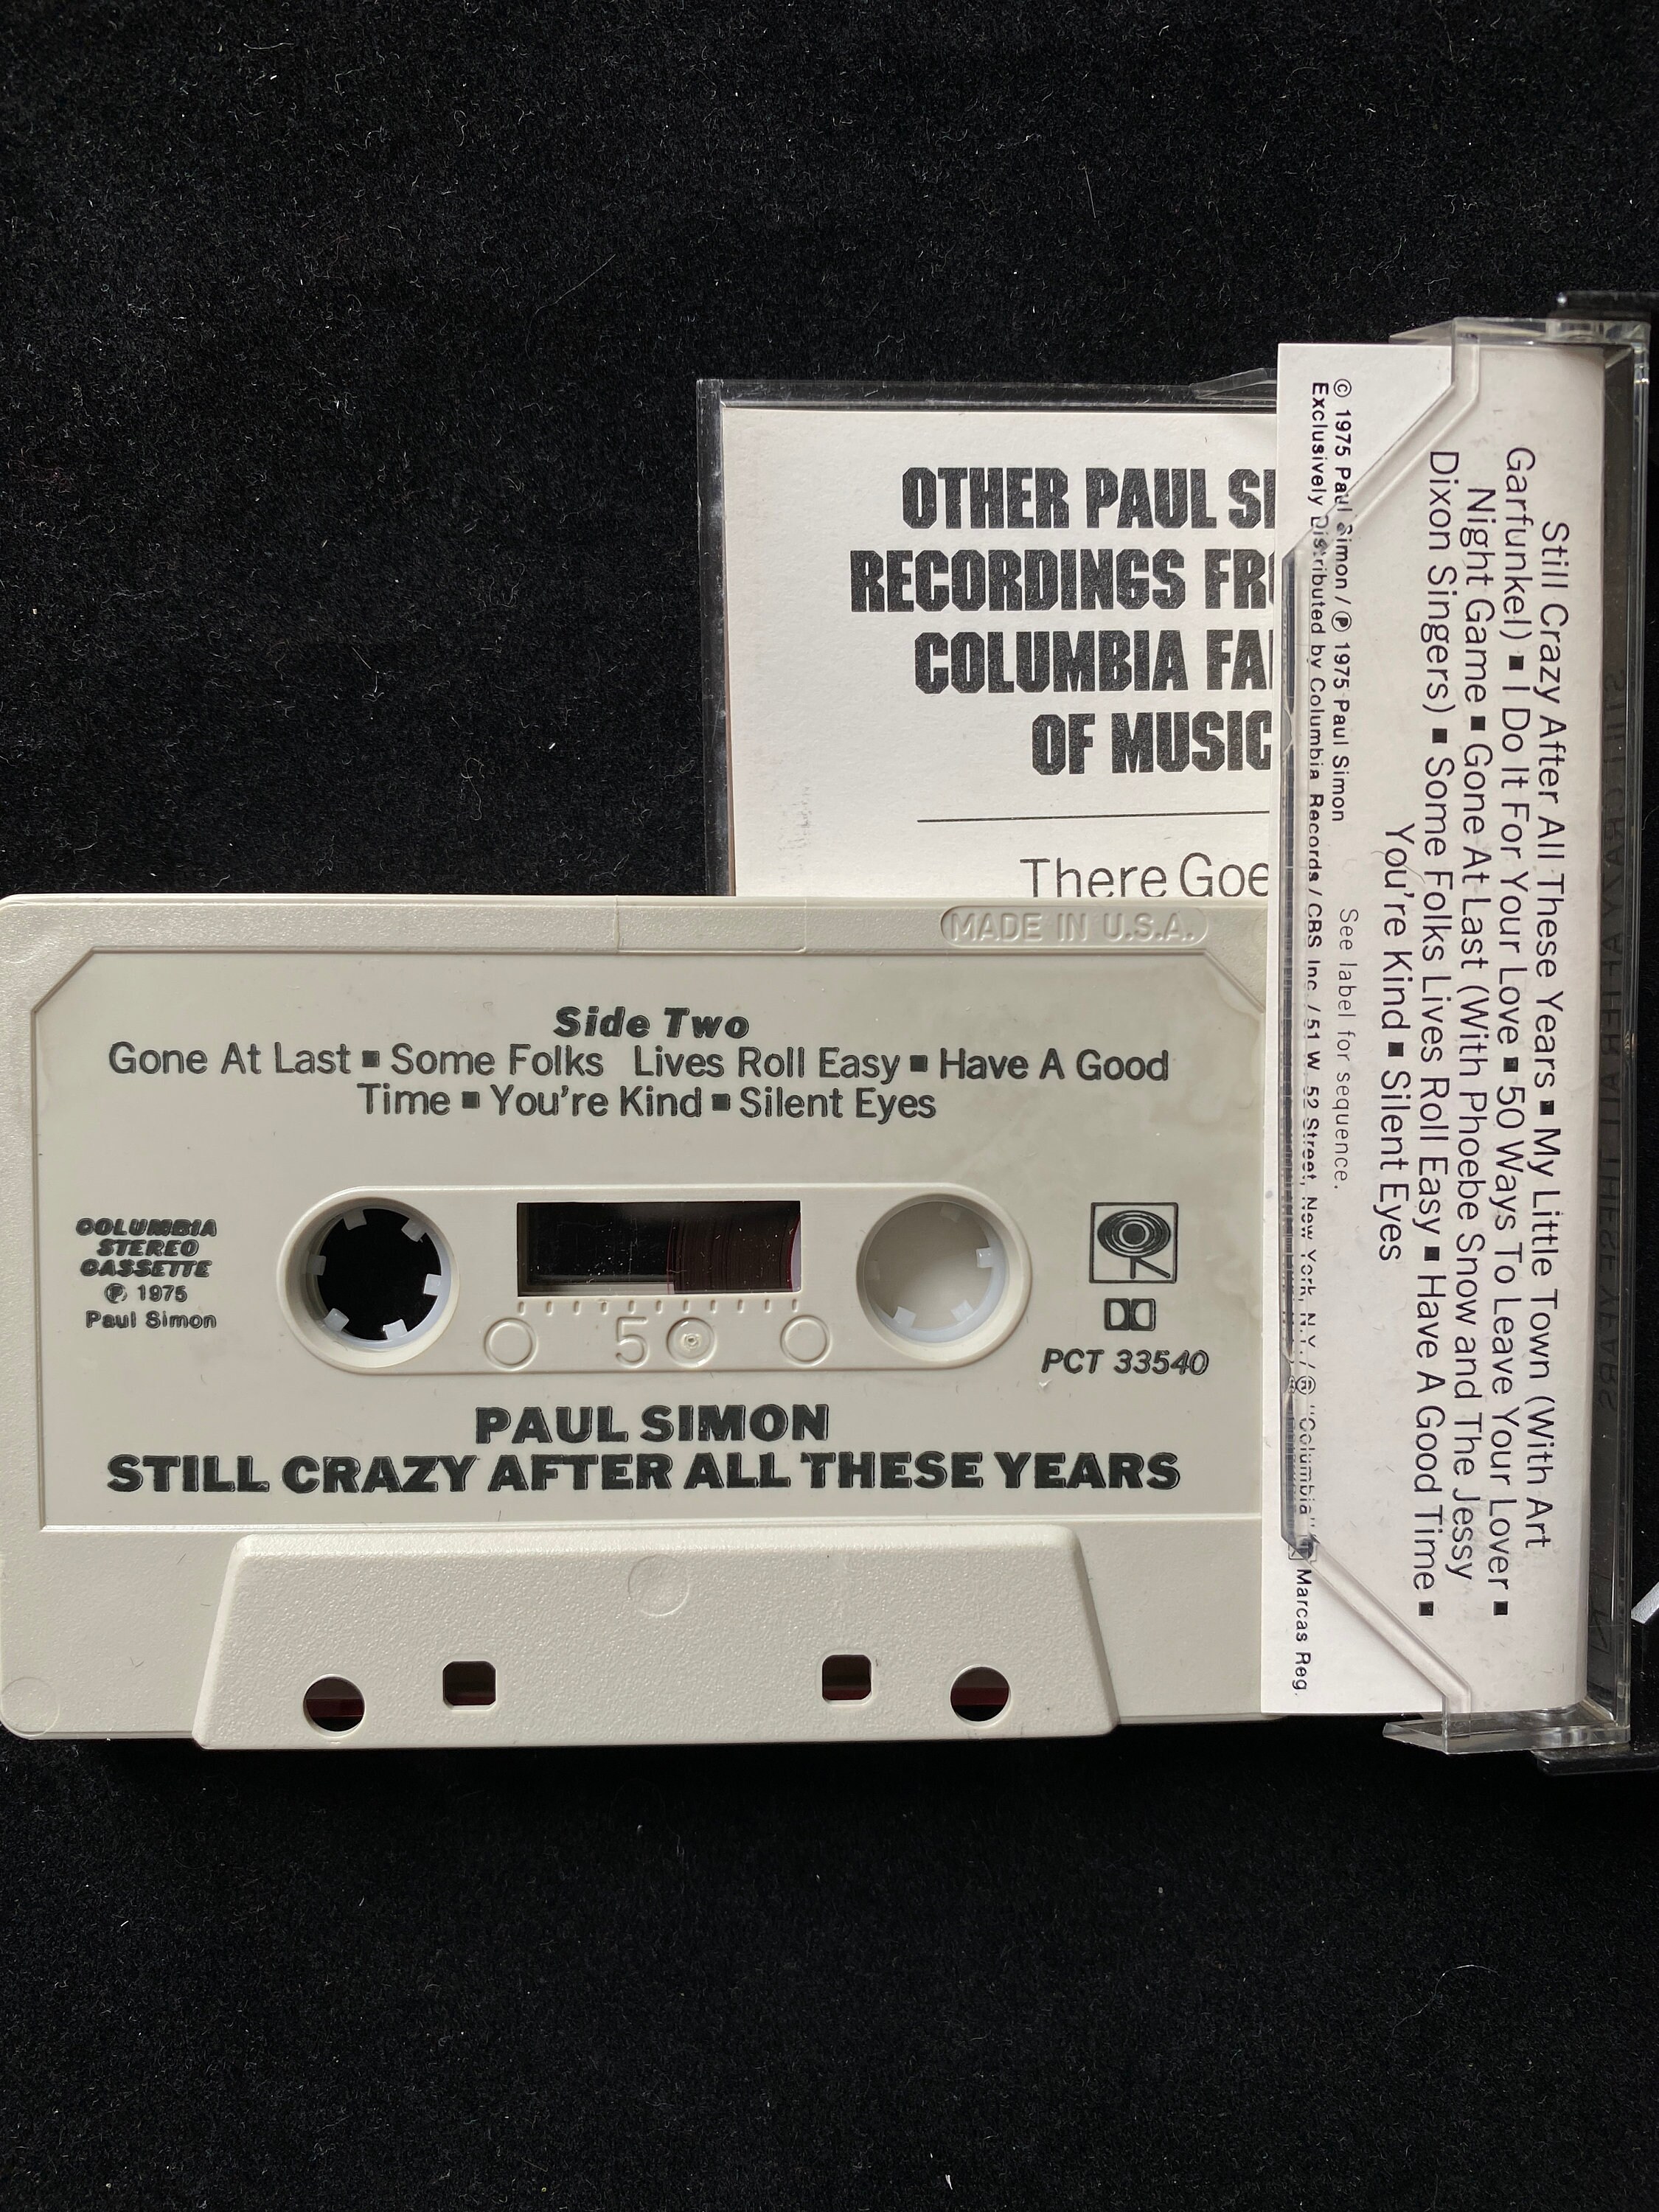 OTHER PAUL SI
RECORDINGS FRO
COLUMBIA FA
OF MUSIC
There Goe
MADE IN U.S.A.
Side Two
Gone At Last ▪ Some Folks Lives Roll Easy ▪ Have A Good
Time ▪ You're Kind ▪ Silent Eyes
COLUMBIA
STEREO
CASSETTE
Ⓟ 1975
Paul Simon
5
PCT 33540
PAUL SIMON
STILL CRAZY AFTER ALL THESE YEARS
Still Crazy After All These Years ▪ My Little Town (With Art
Garfunkel) ▪ I Do It For Your Love ▪ 50 Ways To Leave Your Lover ▪
Night Game ▪ Gone At Last (With Phoebe Snow and The Jessy
Dixon Singers) ▪ Some Folks Lives Roll Easy ▪ Have A Good Time ▪
You're Kind ▪ Silent Eyes
See label for sequence.
© 1975 Paul Simon / Ⓟ 1975 Paul Simon
Exclusively Distributed by Columbia Records / CBS Inc. / 51 W. 52 Street, New York, N.Y. / ® "Columbia", Marcas Reg.